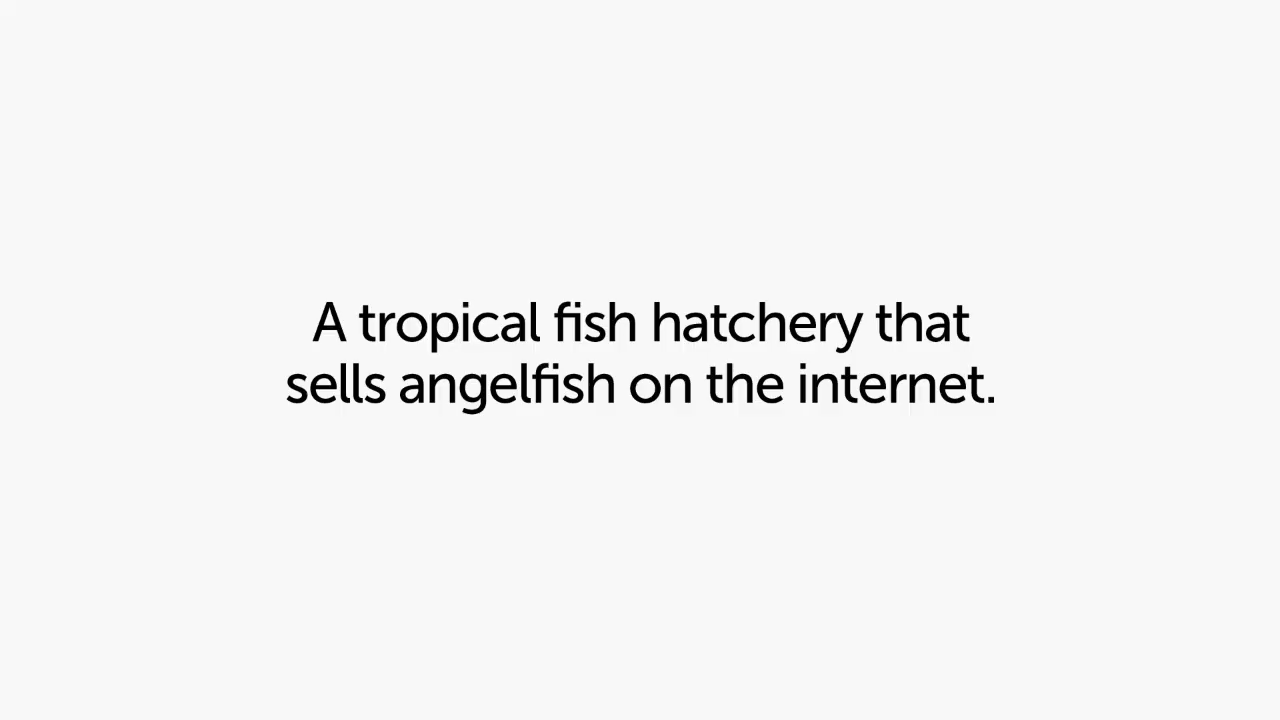 A tropical fish hatchery that
sells angelfish on the internet.